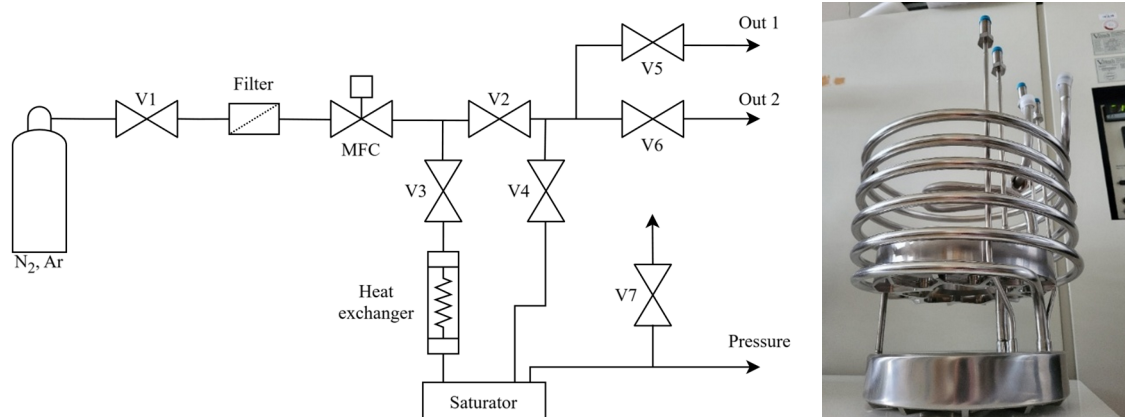 Out 1
V5
Filter
V1
V2
Out 2
MFC
V6
V3
V4
N2, Ar
Heat
exchanger
V7
Pressure
Saturator